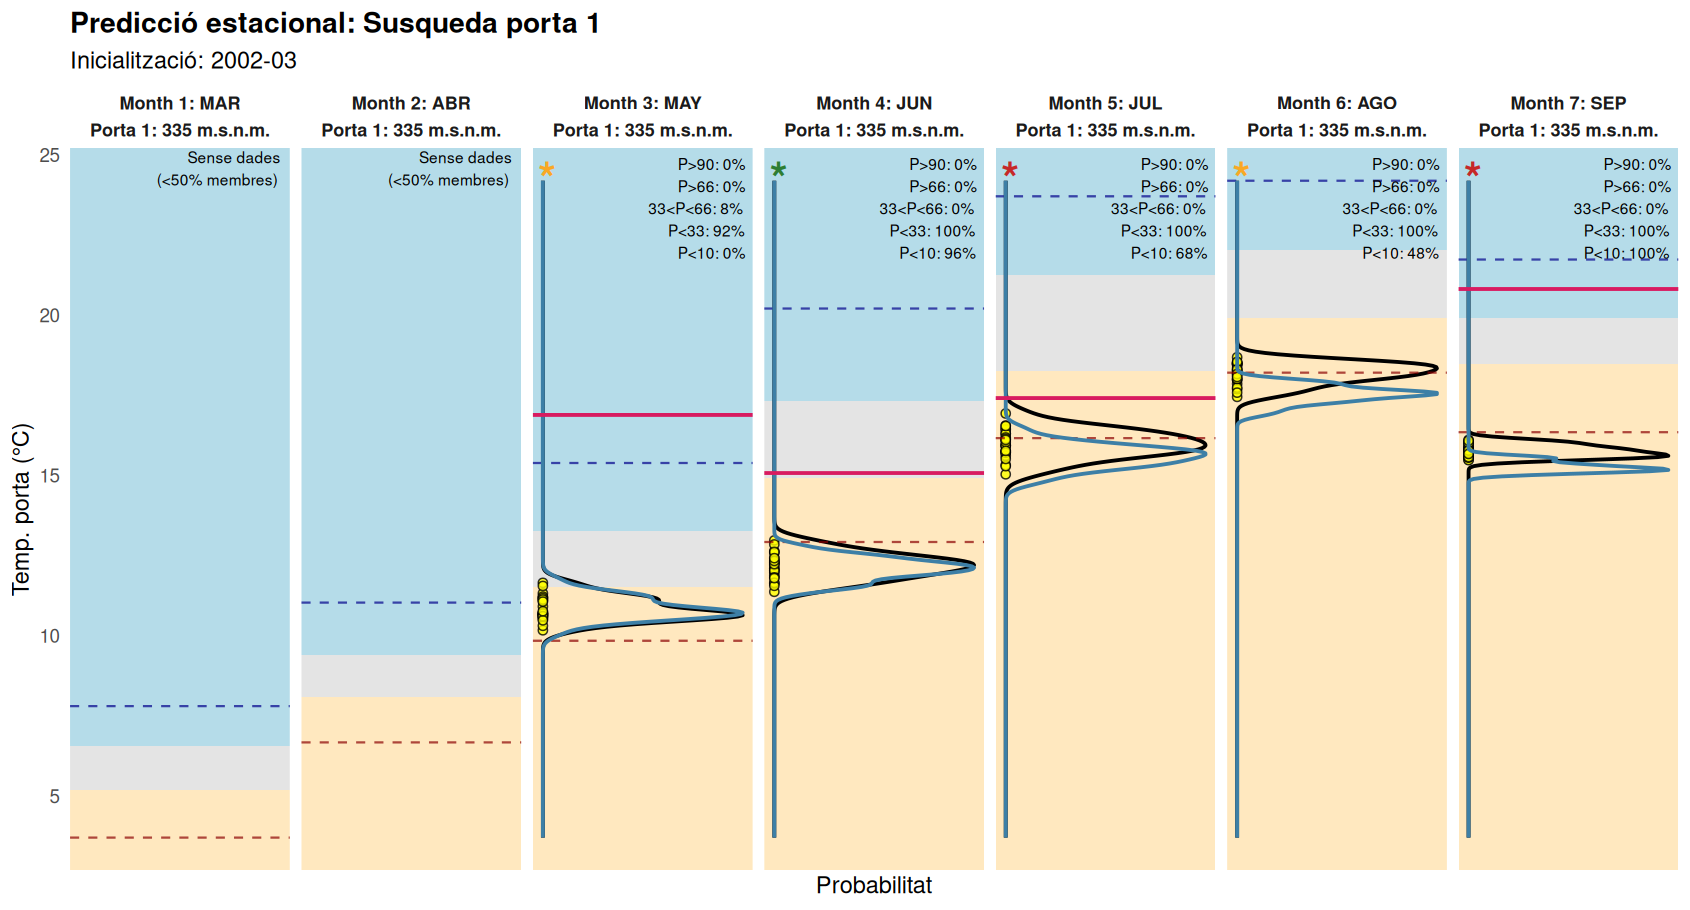 Predicció estacional: Susqueda porta 1
Inicialització: 2002-03
Month 1: MAR
Porta 1: 335 m.s.n.m.
Month 2: ABR
Porta 1: 335 m.s.n.m.
Month 3: MAY
Porta 1: 335 m.s.n.m.
Month 4: JUN
Porta 1: 335 m.s.n.m.
Month 5: JUL
Porta 1: 335 m.s.n.m.
Month 6: AGO
Porta 1: 335 m.s.n.m.
Month 7: SEP
Porta 1: 335 m.s.n.m.
Temp. porta (°C)
25
20
15
10
5
Sense dades
(<50% membres)
Sense dades
(<50% membres)
*
P>90: 0%
P>66: 0%
33<P<66: 8%
P<33: 92%
P<10: 0%
*
P>90: 0%
P>66: 0%
33<P<66: 0%
P<33: 100%
P<10: 96%
*
P>90: 0%
P>66: 0%
33<P<66: 0%
P<33: 100%
P<10: 68%
*
P>90: 0%
P>66: 0%
33<P<66: 0%
P<33: 100%
P<10: 48%
*
P>90: 0%
P>66: 0%
33<P<66: 0%
P<33: 100%
P<10: 100%
Probabilitat